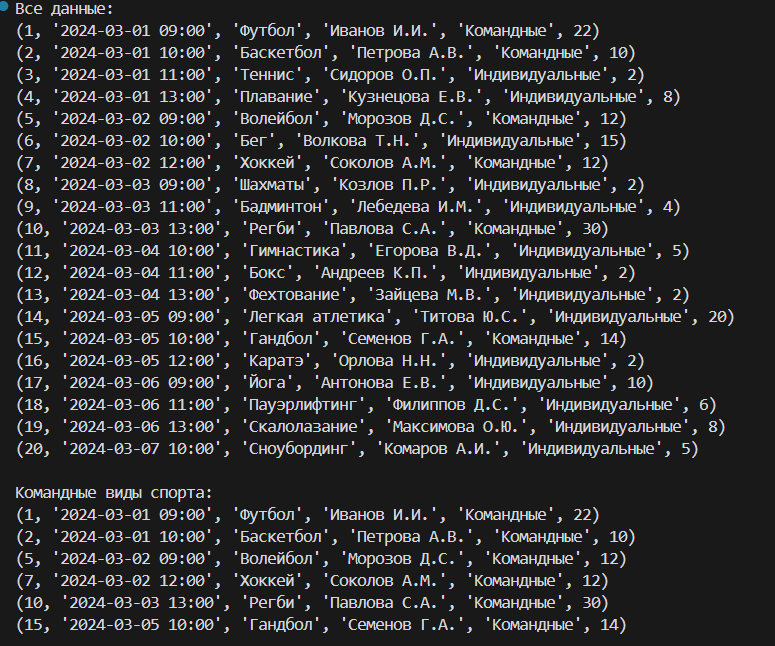 Все данные:
(1, '2024-03-01 09:00', 'Футбол', 'Иванов И.И.', 'Командные', 22)
(2, '2024-03-01 10:00', 'Баскетбол', 'Петрова А.В.', 'Командные', 10)
(3, '2024-03-01 11:00', 'Теннис', 'Сидоров О.П.', 'Индивидуальные', 2)
(4, '2024-03-01 13:00', 'Плавание', 'Кузнецова Е.В.', 'Индивидуальные', 8)
(5, '2024-03-02 09:00', 'Волейбол', 'Морозов Д.С.', 'Командные', 12)
(6, '2024-03-02 10:00', 'Бег', 'Волкова Т.Н.', 'Индивидуальные', 15)
(7, '2024-03-02 12:00', 'Хоккей', 'Соколов А.М.', 'Командные', 12)
(8, '2024-03-03 09:00', 'Шахматы', 'Козлов П.Р.', 'Индивидуальные', 2)
(9, '2024-03-03 11:00', 'Бадминтон', 'Лебедева И.М.', 'Индивидуальные', 4)
(10, '2024-03-03 13:00', 'Регби', 'Павлова С.А.', 'Командные', 30)
(11, '2024-03-04 10:00', 'Гимнастика', 'Егорова В.Д.', 'Индивидуальные', 5)
(12, '2024-03-04 11:00', 'Бокс', 'Андреев К.П.', 'Индивидуальные', 2)
(13, '2024-03-04 13:00', 'Фехтование', 'Зайцева М.В.', 'Индивидуальные', 2)
(14, '2024-03-05 09:00', 'Легкая атлетика', 'Титова Ю.С.', 'Индивидуальные', 20)
(15, '2024-03-05 10:00', 'Гандбол', 'Семенов Г.А.', 'Командные', 14)
(16, '2024-03-05 12:00', 'Каратэ', 'Орлова Н.Н.', 'Индивидуальные', 2)
(17, '2024-03-06 09:00', 'Йога', 'Антонова Е.В.', 'Индивидуальные', 10)
(18, '2024-03-06 11:00', 'Пауэрлифтинг', 'Филиппов Д.С.', 'Индивидуальные', 6)
(19, '2024-03-06 13:00', 'Скалолазание', 'Максимова О.Ю.', 'Индивидуальные', 8)
(20, '2024-03-07 10:00', 'Сноубординг', 'Комаров А.И.', 'Индивидуальные', 5)
Командные виды спорта:
(1, '2024-03-01 09:00', 'Футбол', 'Иванов И.И.', 'Командные', 22)
(2, '2024-03-01 10:00', 'Баскетбол', 'Петрова А.В.', 'Командные', 10)
(5, '2024-03-02 09:00', 'Волейбол', 'Морозов Д.С.', 'Командные', 12)
(7, '2024-03-02 12:00', 'Хоккей', 'Соколов А.М.', 'Командные', 12)
(10, '2024-03-03 13:00', 'Регби', 'Павлова С.А.', 'Командные', 30)
(15, '2024-03-05 10:00', 'Гандбол', 'Семенов Г.А.', 'Командные', 14)